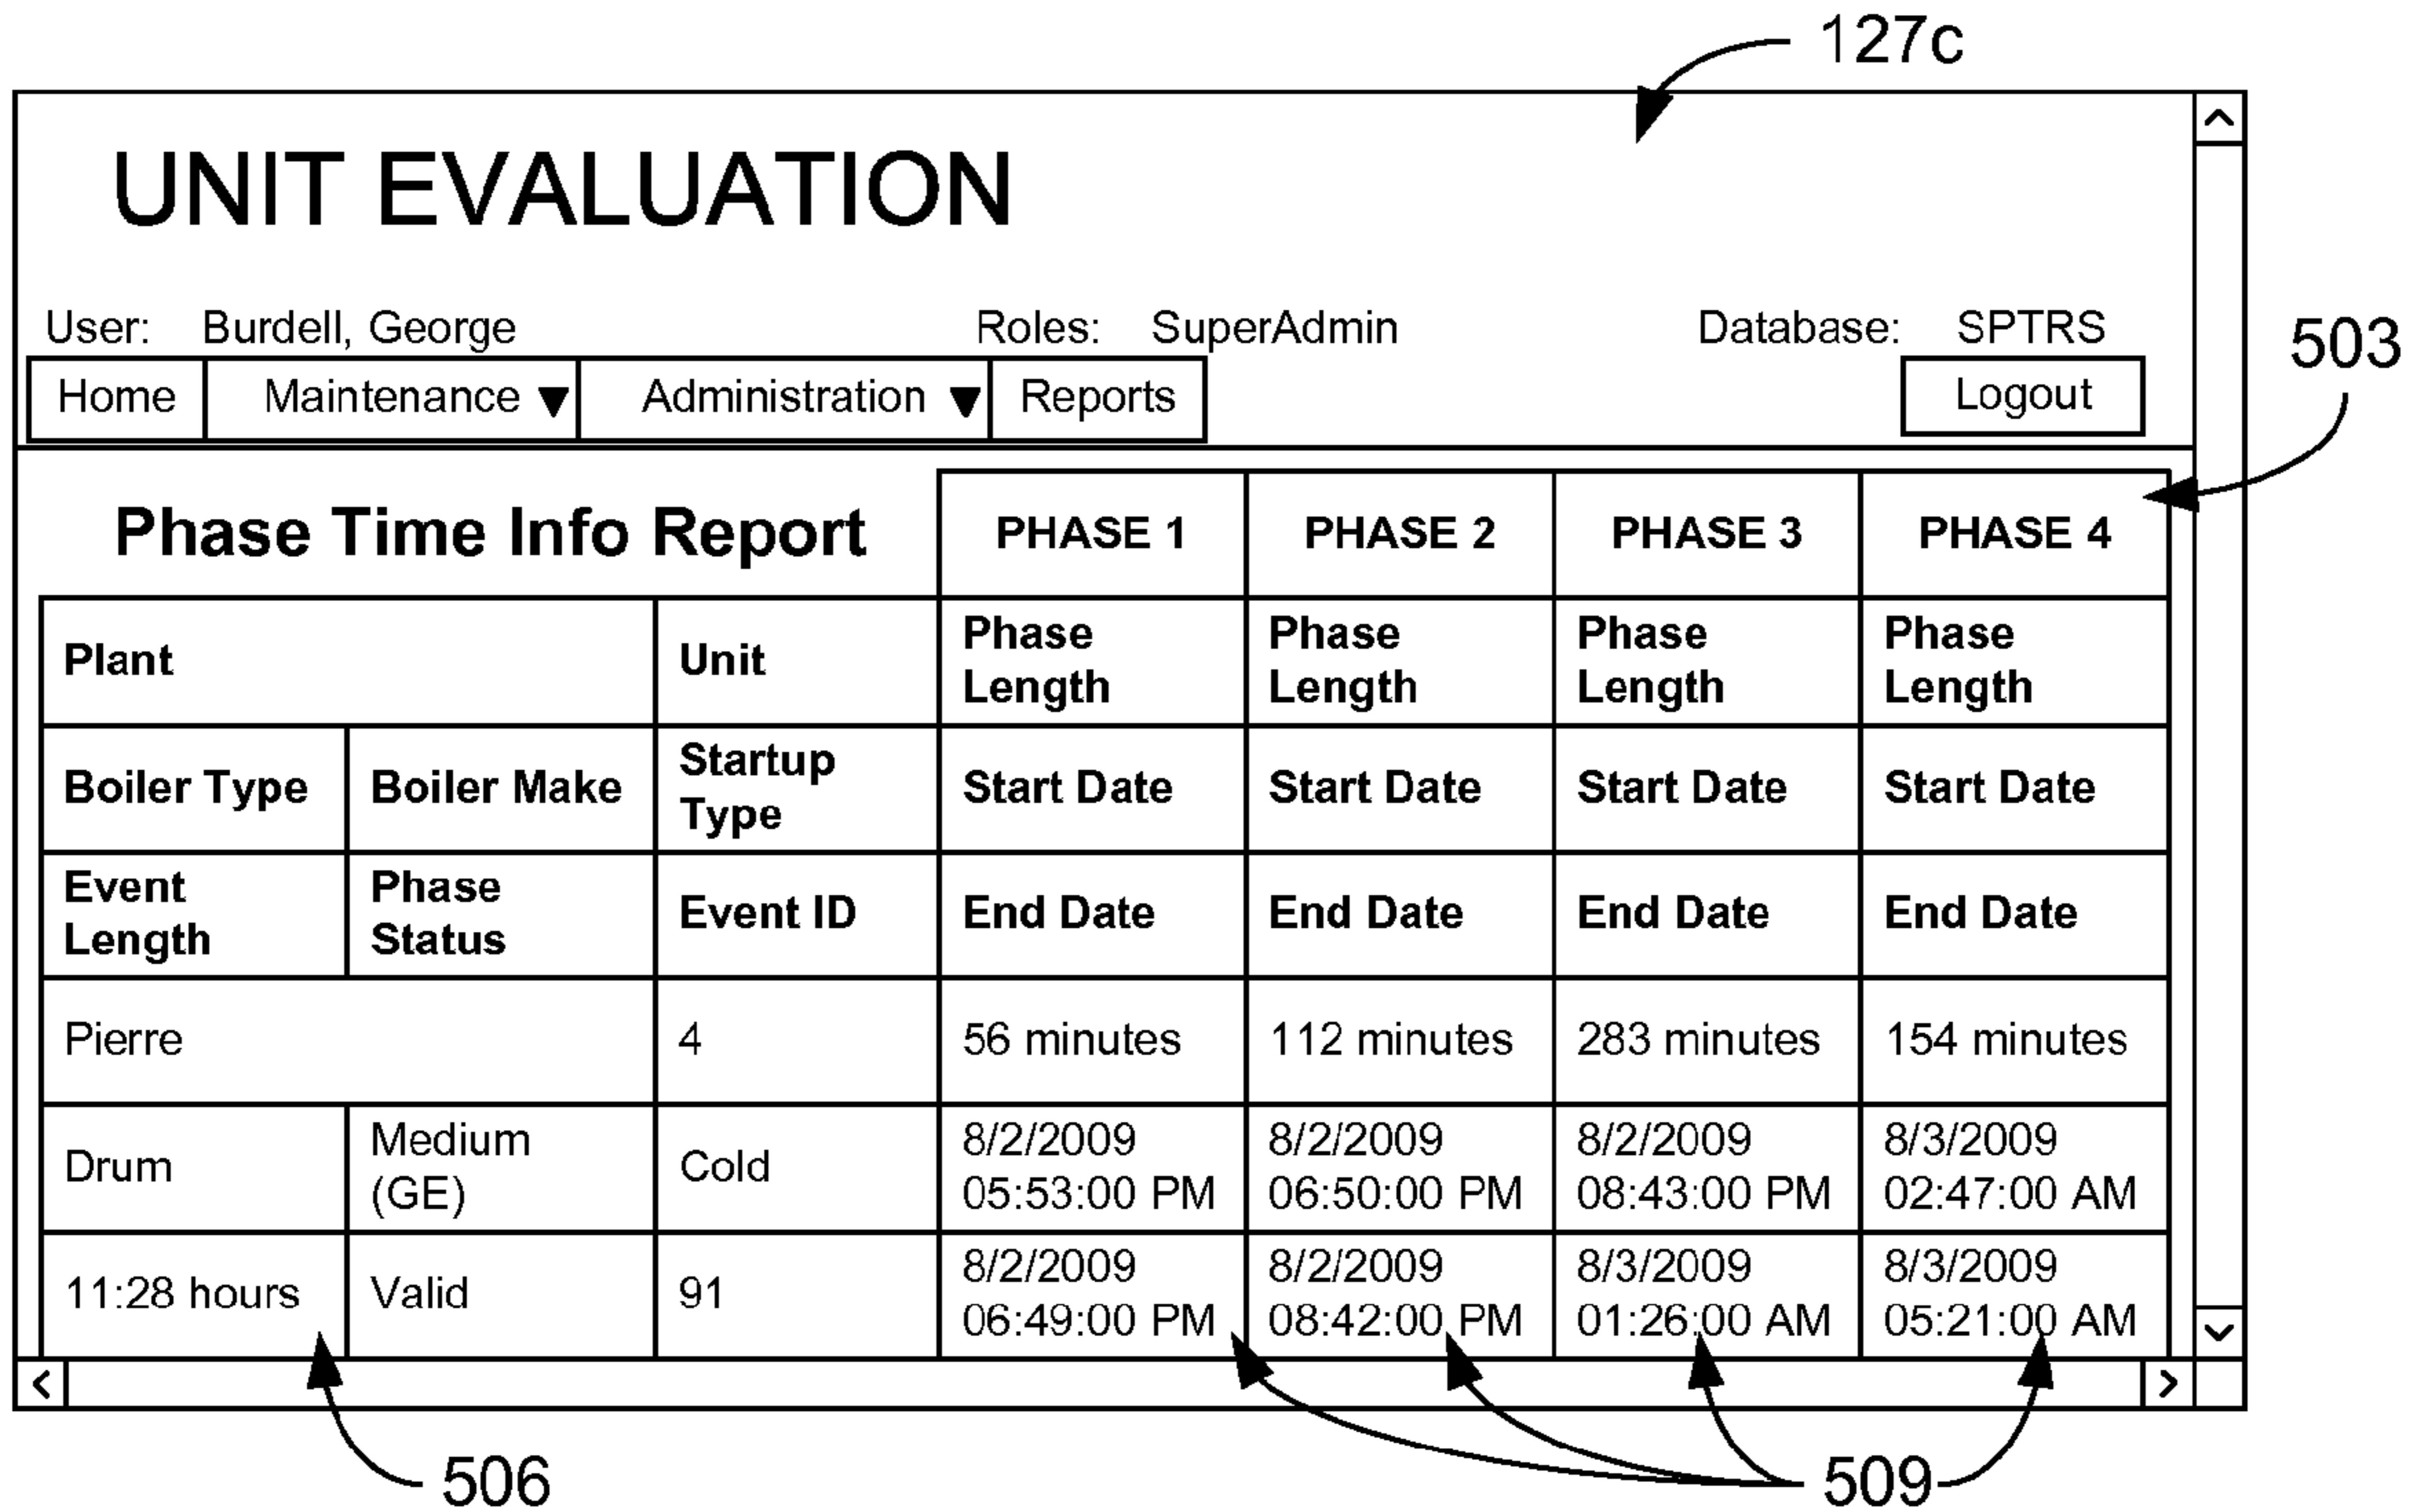 127c
UNIT EVALUATION
User: Burdell, George Roles: SuperAdmin Database: SPTRS
503
Home Maintenance ▼ Administration ▼ Reports Logout
Phase Time Info Report PHASE 1 PHASE 2 PHASE 3 PHASE 4
Plant Unit Phase Length Phase Length Phase Length Phase Length
Boiler Type Boiler Make Startup Type Start Date Start Date Start Date Start Date
Event Length Phase Status Event ID End Date End Date End Date End Date
Pierre 4 56 minutes 112 minutes 283 minutes 154 minutes
Drum Medium (GE) Cold 8/2/2009 05:53:00 PM 8/2/2009 06:50:00 PM 8/2/2009 08:43:00 PM 8/3/2009 02:47:00 AM
11:28 hours Valid 91 8/2/2009 06:49:00 PM 8/2/2009 08:42:00 PM 8/3/2009 01:26:00 AM 8/3/2009 05:21:00 AM
506 509